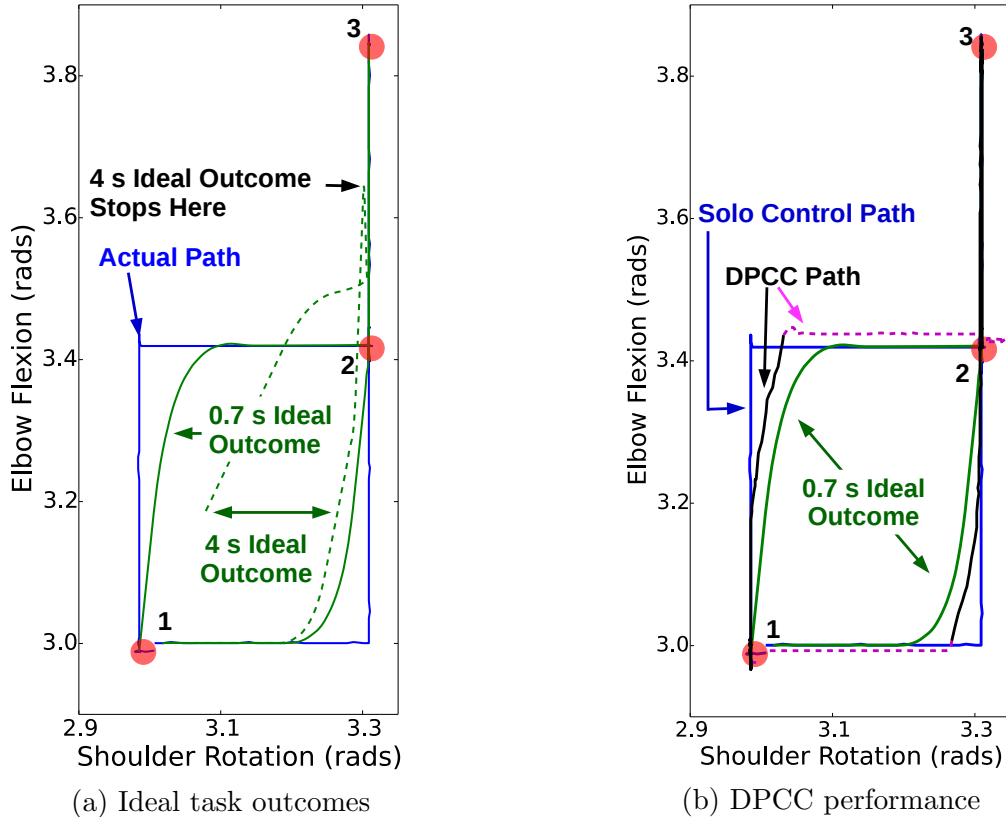 3
3.8
4 s Ideal Outcome
Stops Here
3.6
Actual Path
Elbow Flexion (rads)
3.4
2
0.7 s Ideal
Outcome
3.2
4 s Ideal
Outcome
1
3.0
2.9
3.1
3.3
Shoulder Rotation (rads)
(a) Ideal task outcomes
3
3.8
3.6
Solo Control Path
DPCC Path
Elbow Flexion (rads)
3.4
2
3.2
0.7 s Ideal
Outcome
1
3.0
2.9
3.1
3.3
Shoulder Rotation (rads)
(b) DPCC performance